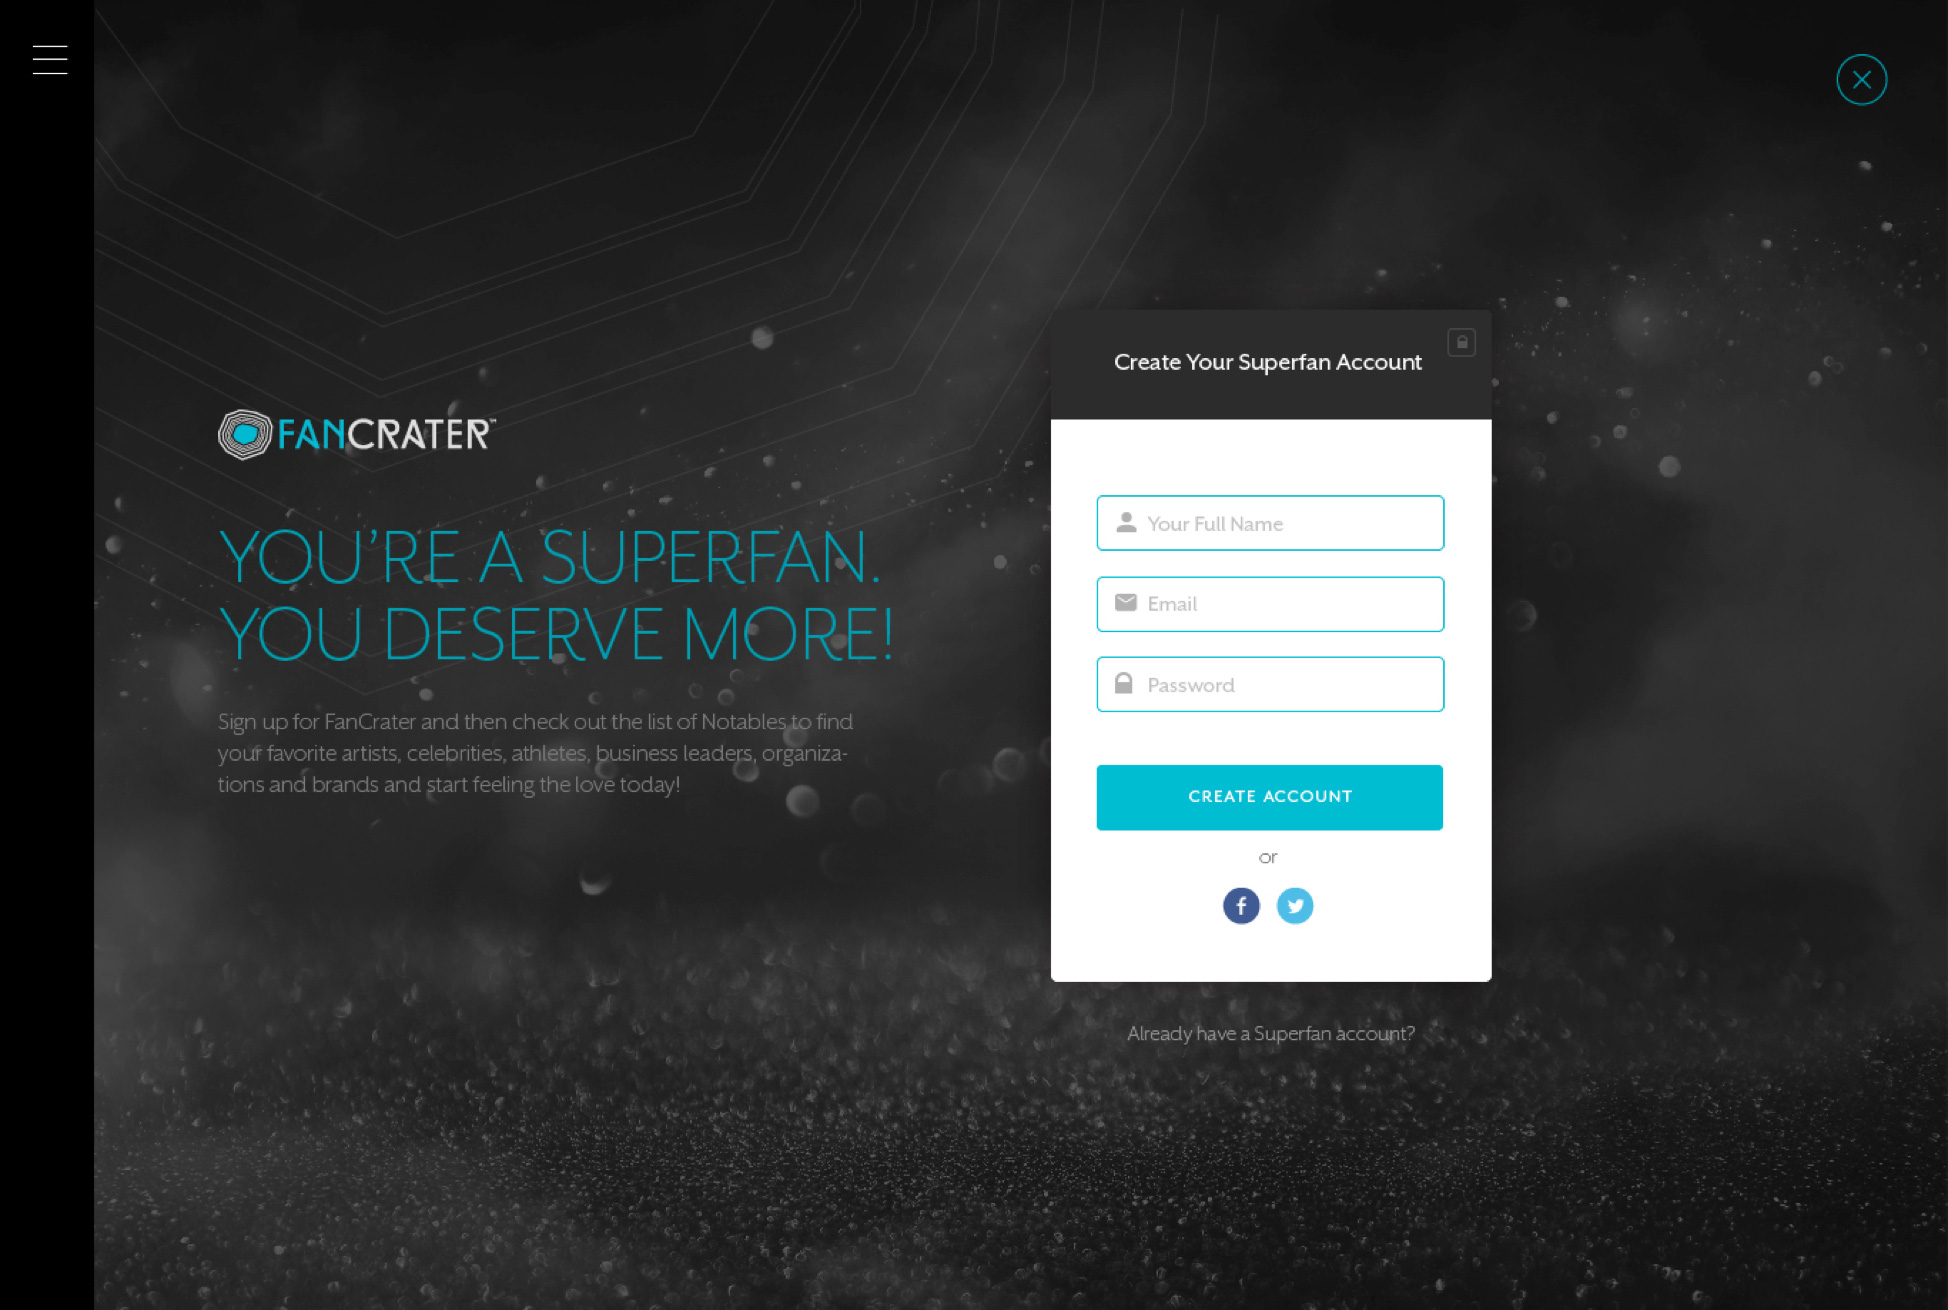 FANCRATER™
YOU’RE A SUPERFAN.
YOU DESERVE MORE!
Sign up for FanCrater and then check out the list of Notables to find
your favorite artists, celebrities, athletes, business leaders, organiza-
tions and brands and start feeling the love today!
Create Your Superfan Account
Your Full Name
Email
Password
CREATE ACCOUNT
or
Already have a Superfan account?